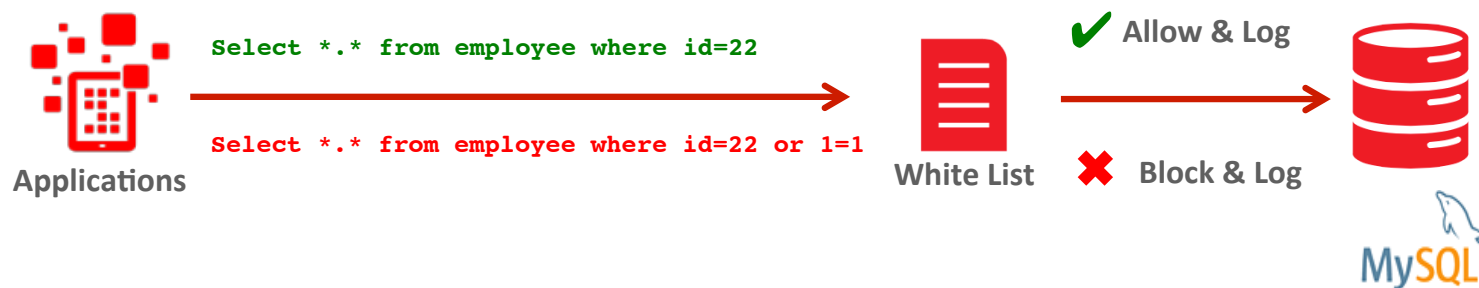 Select *.* from employee where id=22
Select *.* from employee where id=22 or 1=1
Applications
White List
✔ Allow & Log
✖ Block & Log
MySQL